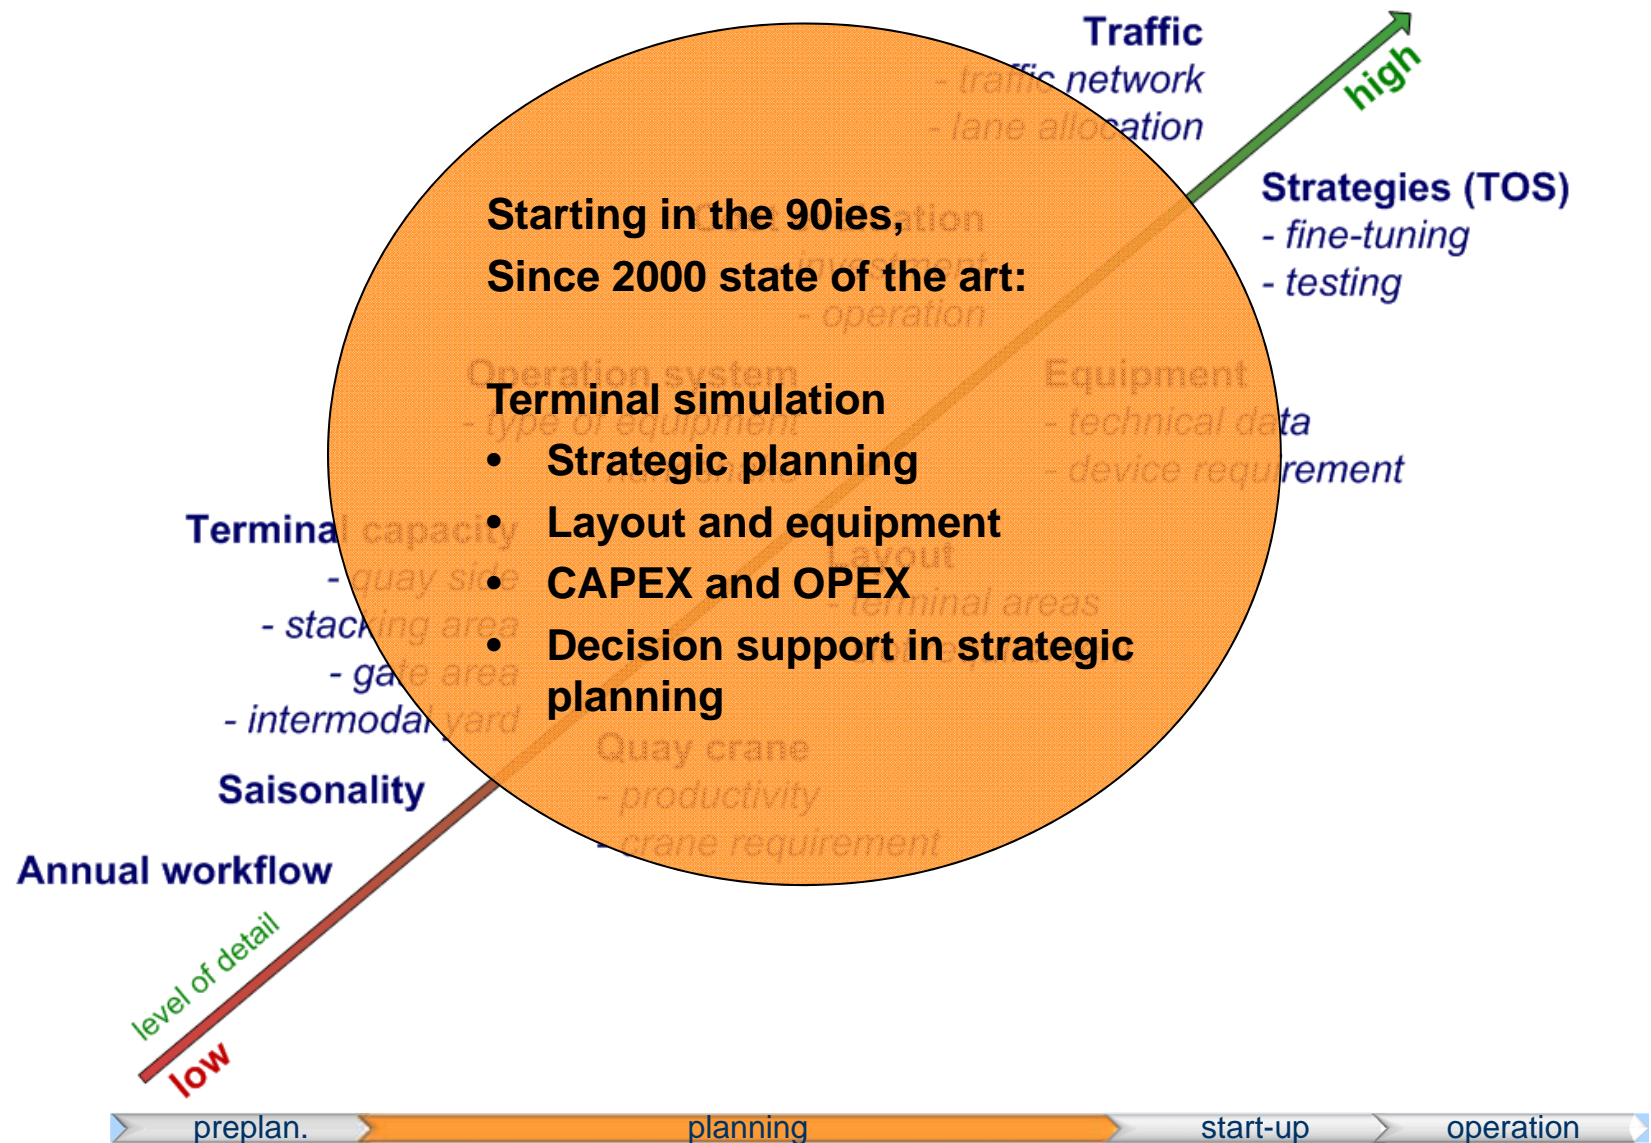 Traffic
- traffic network
- lane allocation
high
Strategies (TOS)
- fine-tuning
- testing
Starting in the 90ies,
Since 2000 state of the art:
investment
- operation
Operation system
- type of equipment
Equipment
- technical data
- device requirement
Terminal simulation
• Strategic planning
• Layout and equipment
• CAPEX and OPEX
• Decision support in strategic
planning
Terminal capacity
- quay side
- stacking area
- gate area
- intermodal yard
Layout
- terminal areas
Quay crane
- productivity
- crane requirement
Saisonality
Annual workflow
level of detail
low
preplan.
planning
start-up
operation